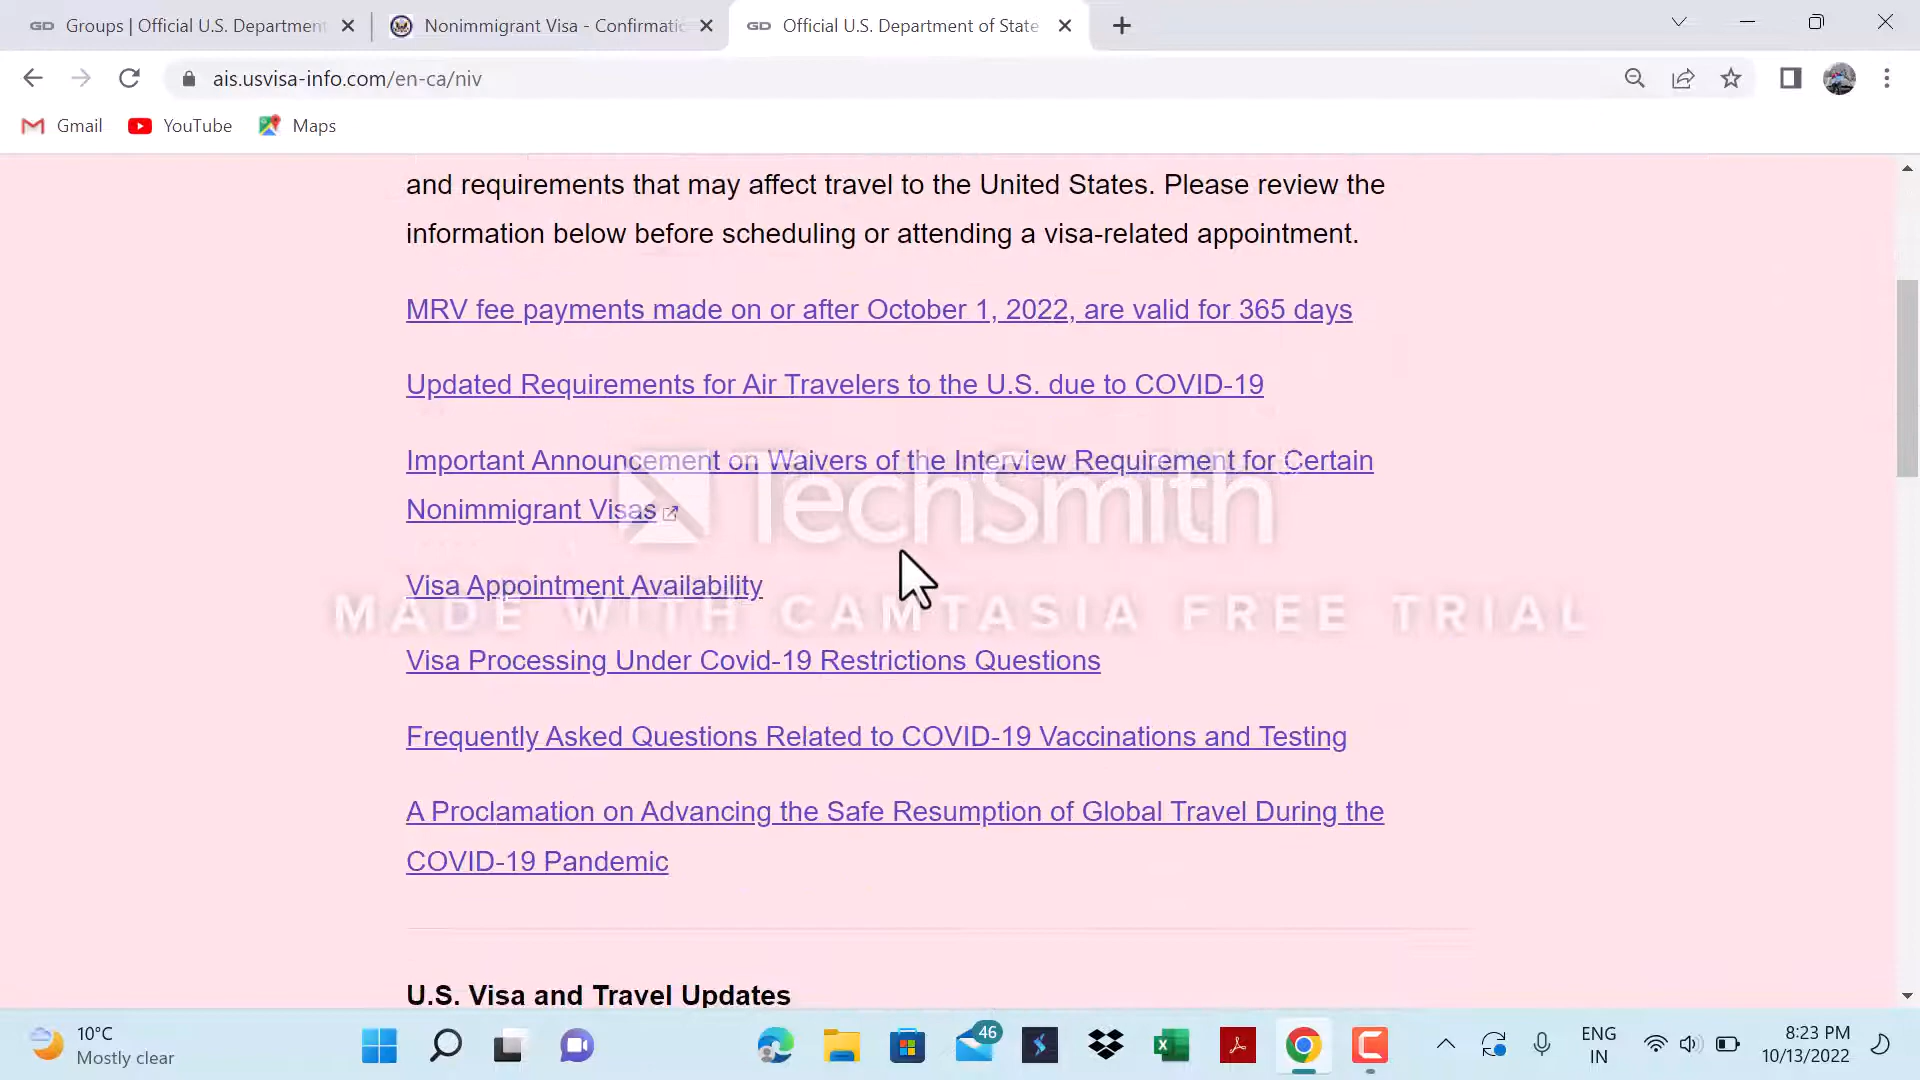 Groups | Official U.S. Department
Nonimmigrant Visa - Confirmatic
GD Official U.S. Department of State
ais.usvisa-info.com/en-ca/niv
Gmail YouTube Maps
and requirements that may affect travel to the United States. Please review the
information below before scheduling or attending a visa-related appointment.
MRV fee payments made on or after October 1, 2022, are valid for 365 days
Updated Requirements for Air Travelers to the U.S. due to COVID-19
Important Announcement on Waivers of the Interview Requirement for Certain
Nonimmigrant Visas
TechSmith
Visa Appointment Availability
MADE WITH CAMTASIA FREE TRIAL
Visa Processing Under Covid-19 Restrictions Questions
Frequently Asked Questions Related to COVID-19 Vaccinations and Testing
A Proclamation on Advancing the Safe Resumption of Global Travel During the
COVID-19 Pandemic
U.S. Visa and Travel Updates
10°C
Mostly clear
46
ENG
IN
8:23 PM
10/13/2022